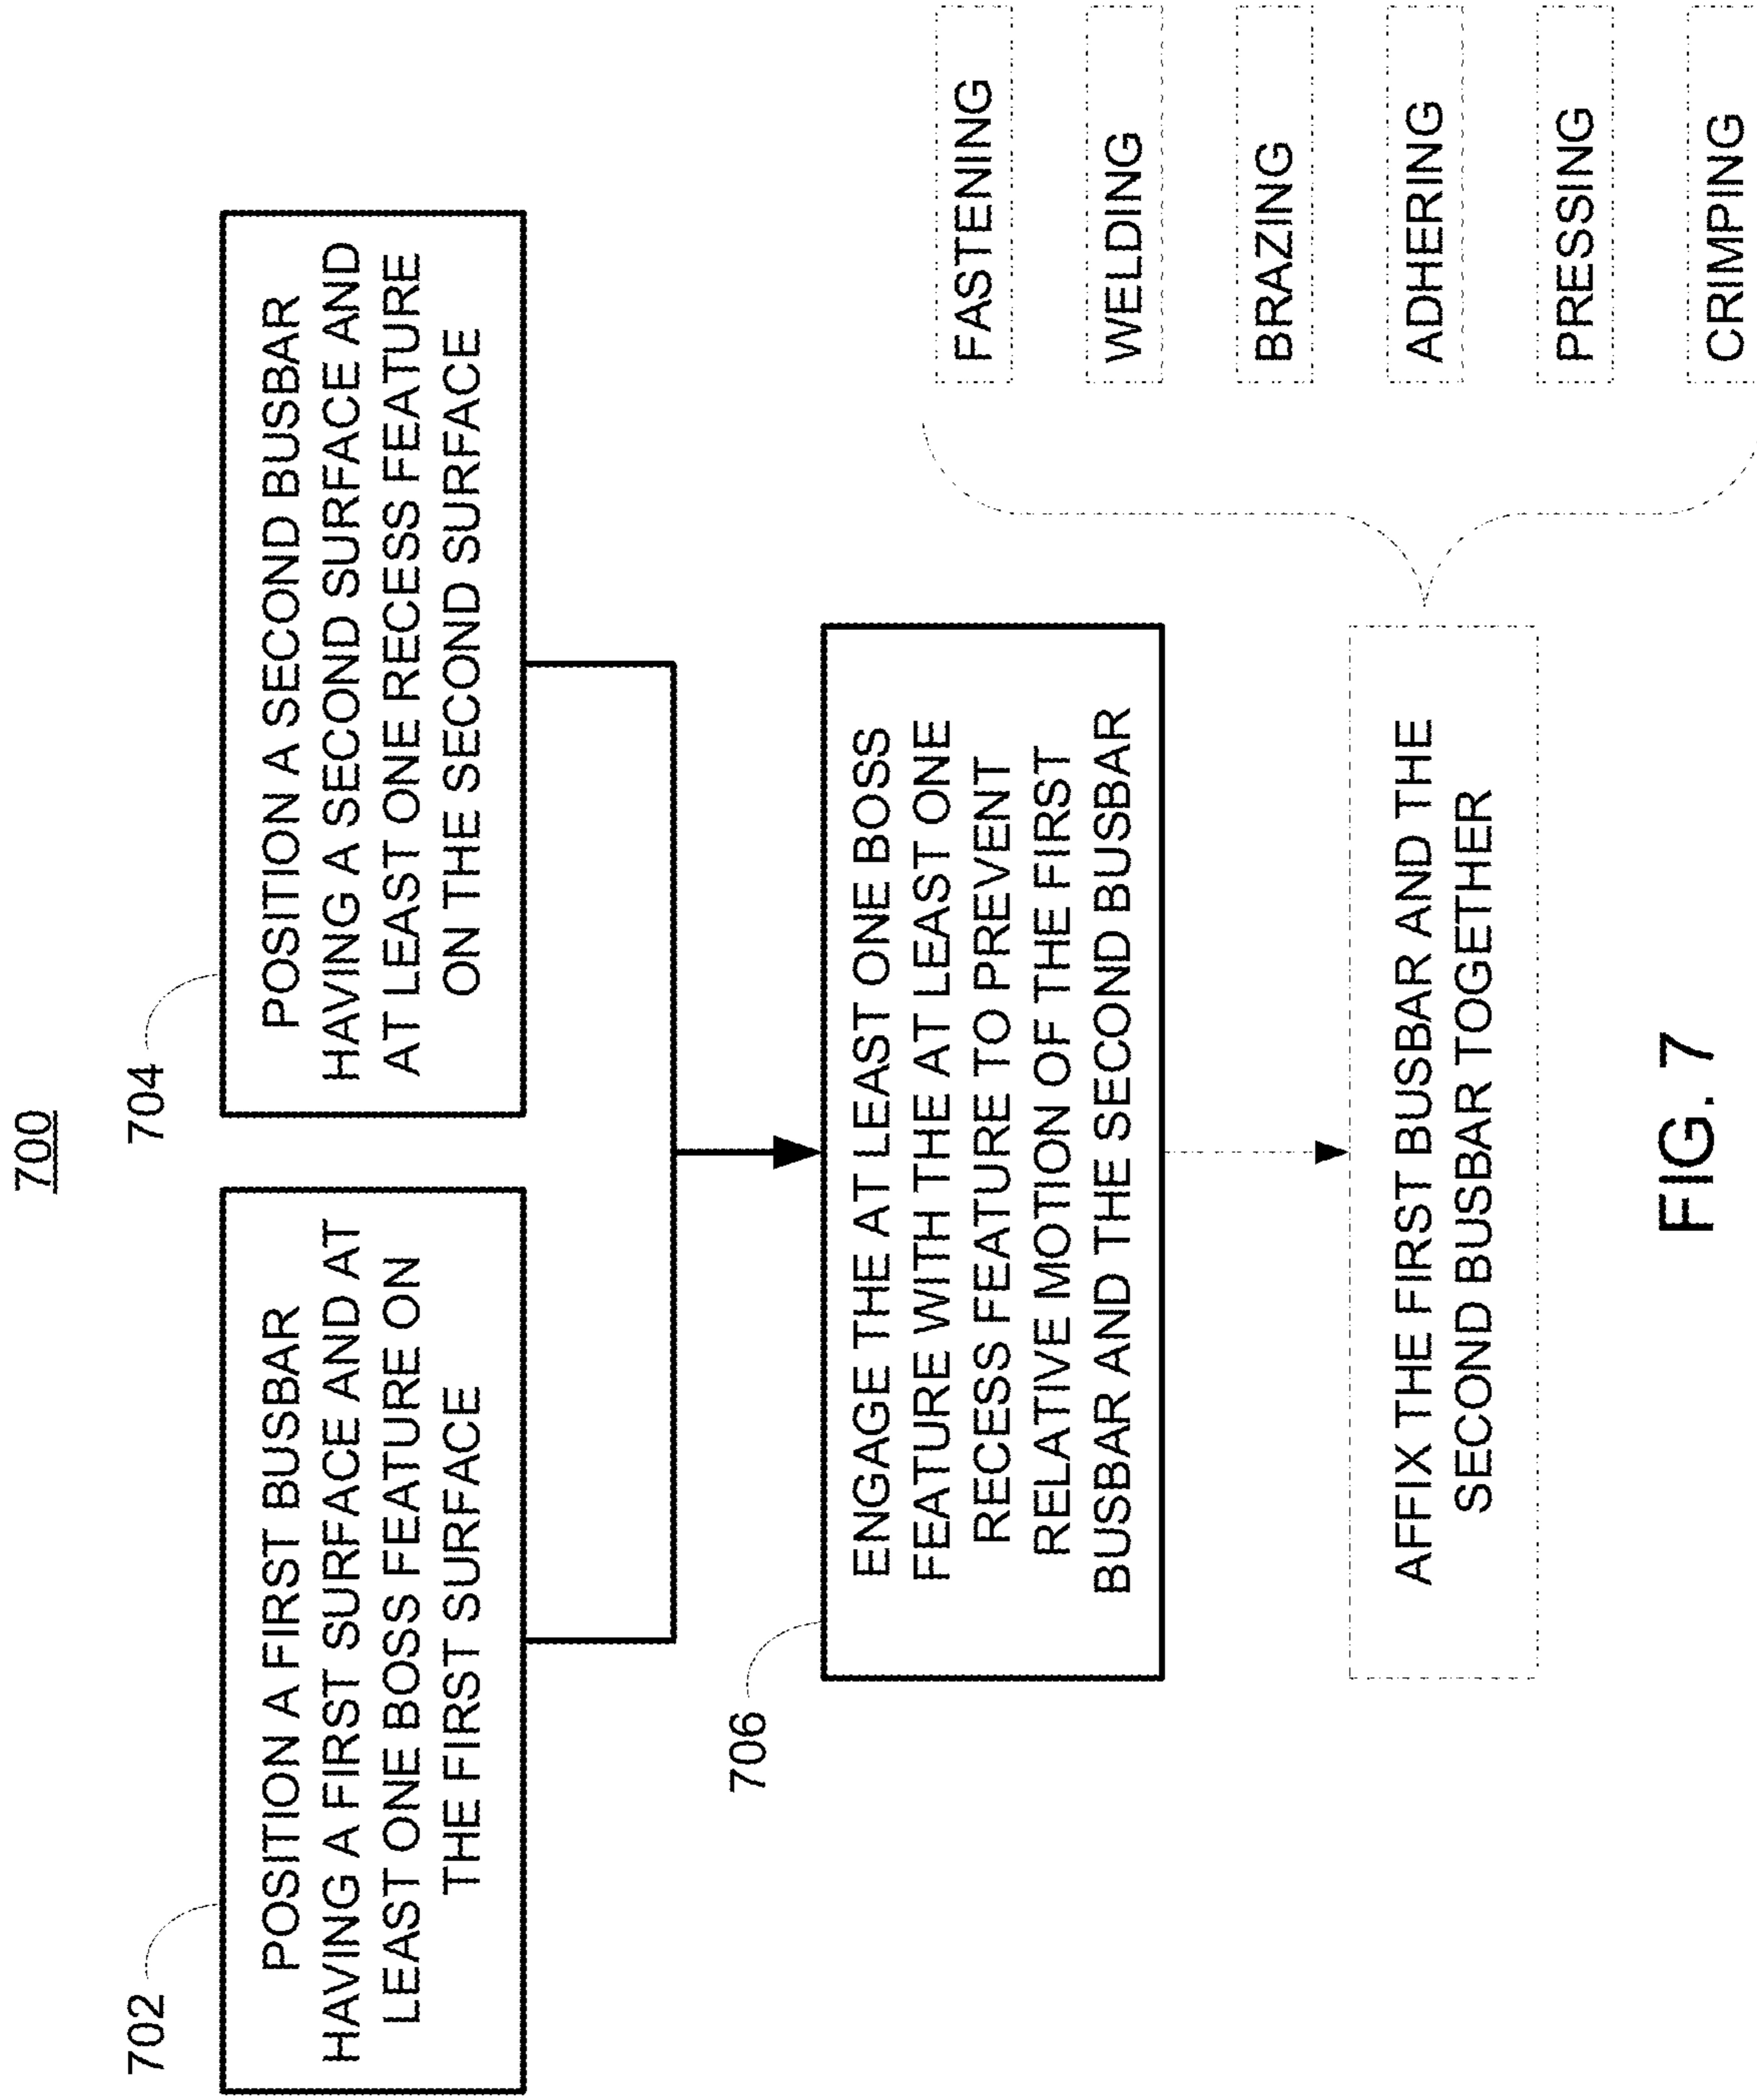 700
702
POSITION A FIRST BUSBAR
HAVING A FIRST SURFACE AND AT
LEAST ONE BOSS FEATURE ON
THE FIRST SURFACE
704
POSITION A SECOND BUSBAR
HAVING A SECOND SURFACE AND
AT LEAST ONE RECESS FEATURE
ON THE SECOND SURFACE
706
ENGAGE THE AT LEAST ONE BOSS
FEATURE WITH THE AT LEAST ONE
RECESS FEATURE TO PREVENT
RELATIVE MOTION OF THE FIRST
BUSBAR AND THE SECOND BUSBAR
AFFIX THE FIRST BUSBAR AND THE
SECOND BUSBAR TOGETHER
FASTENING
WELDING
BRAZING
ADHERING
PRESSING
CRIMPING
FIG. 7